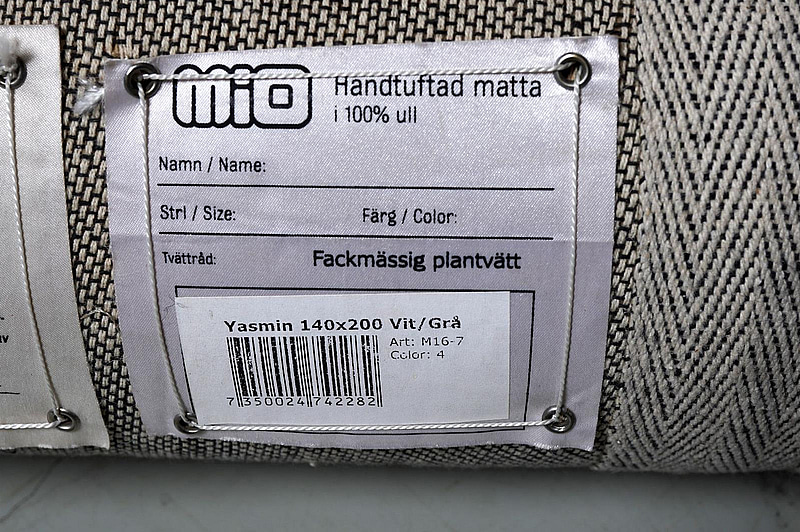 mio Handtuftad matta
i 100% ull
Namn / Name:
Strl / Size: Färg / Color:
Tvättråd: Fackmässig plantvätt
Yasmin 140x200 Vit/Grå
Art: M16-7
Color: 4
7 350024 742282